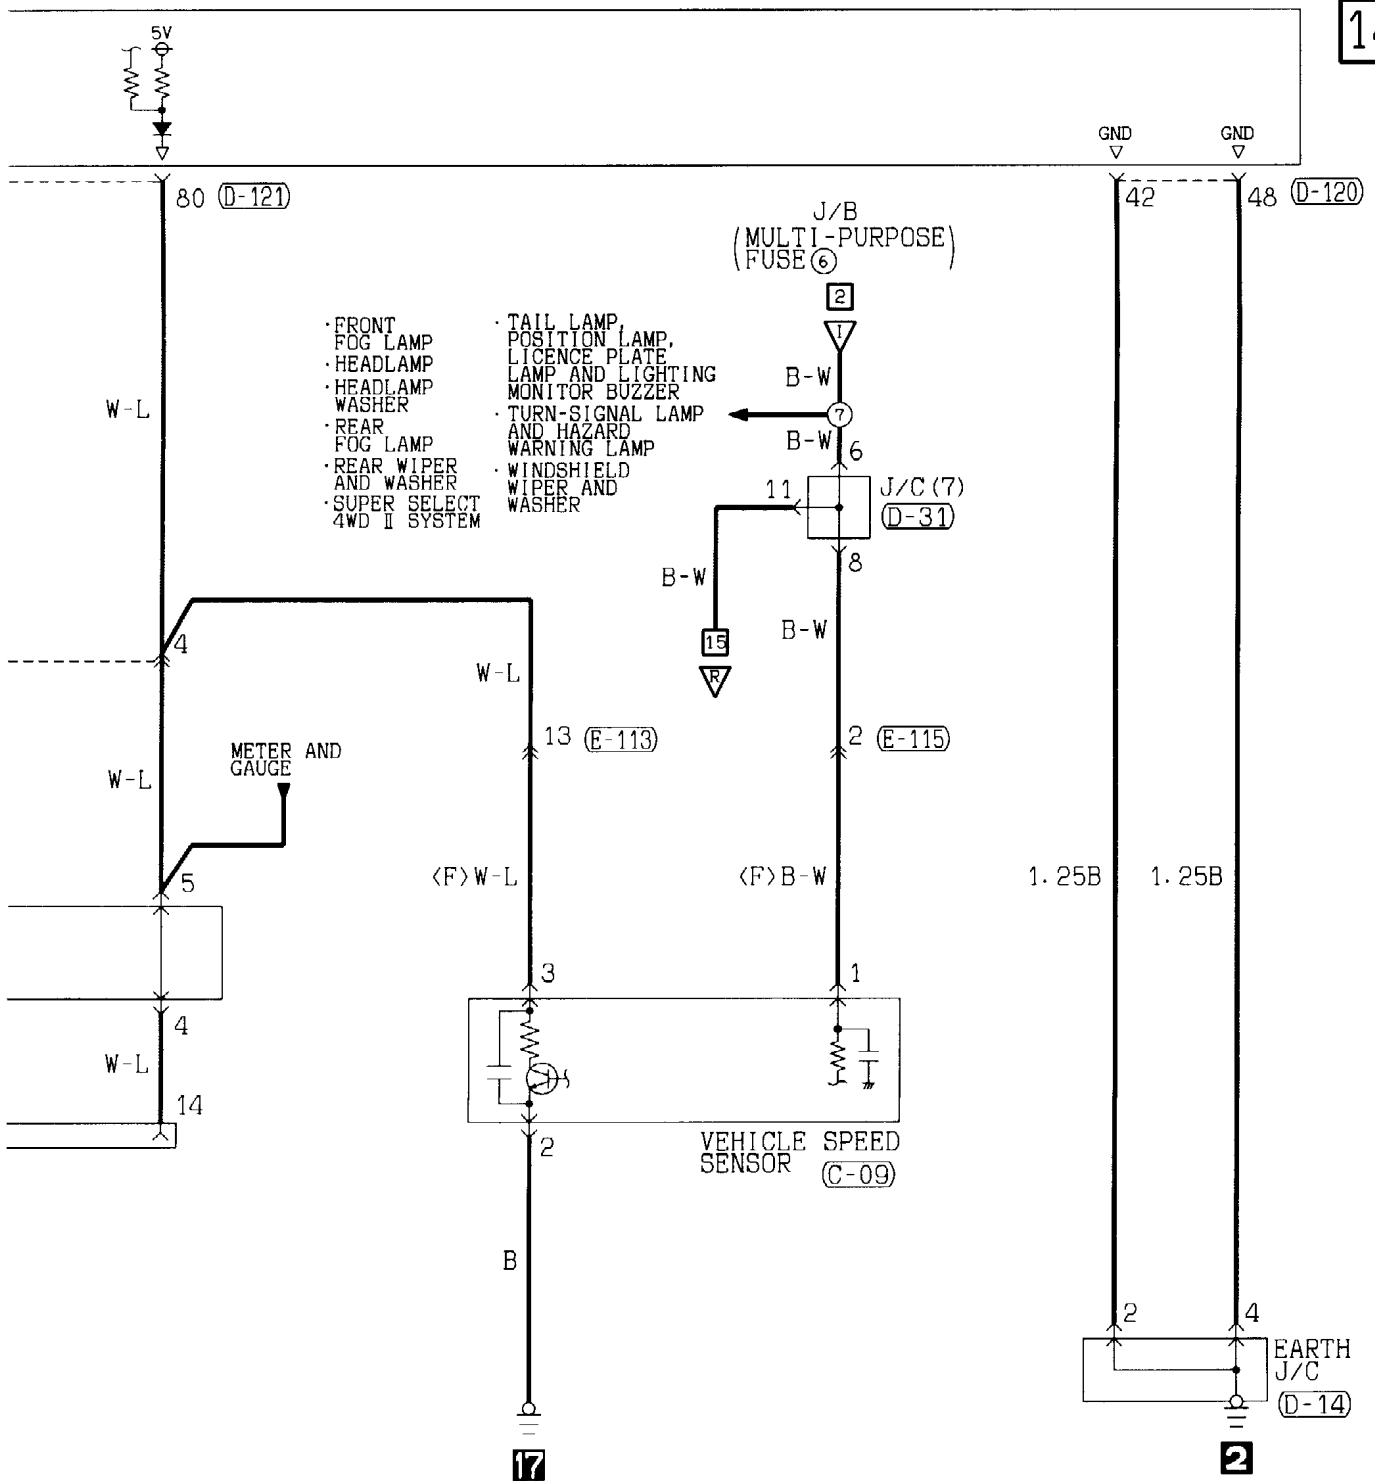 5V
GND
GND
80 (D-121)
42
48 (D-120)
J/B
(MULTI-PURPOSE)
FUSE ⑥
2
I
·FRONT
FOG LAMP
·HEADLAMP
·HEADLAMP
WASHER
·REAR
FOG LAMP
·REAR WIPER
AND WASHER
·SUPER SELECT
4WD Ⅱ SYSTEM
·TAIL LAMP,
POSITION LAMP,
LICENCE PLATE
LAMP AND LIGHTING
MONITOR BUZZER
·TURN-SIGNAL LAMP
AND HAZARD
WARNING LAMP
·WINDSHIELD
WIPER AND
WASHER
B-W
⑦
B-W
6
W-L
11
J/C(7)
(D-31)
8
B-W
B-W
15
R
4
W-L
13 (E-113)
2 (E-115)
METER AND
GAUGE
W-L
5
<F>W-L
<F>B-W
1.25B
1.25B
3
1
4
W-L
14
2
VEHICLE SPEED
SENSOR
(C-09)
B
2
4
EARTH
J/C
(D-14)
17
2